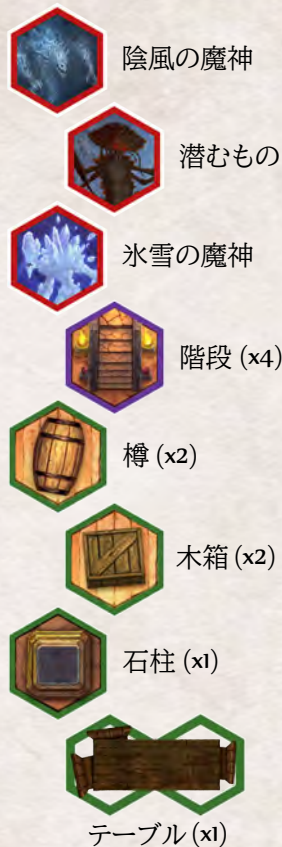 陰風の魔神
潜むもの
氷雪の魔神
階段 (x4)
樽 (x2)
木箱 (x2)
石柱 (x1)
テーブル (x1)